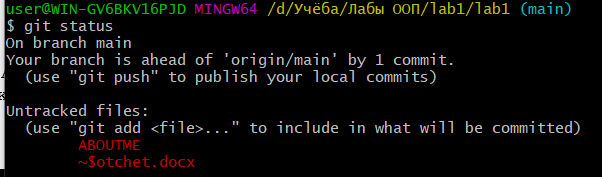 user@WIN-GV6BKV16PJD MINGW64 /d/Учёба/Лабы ООП/lab1/lab1 (main)
$ git status
On branch main
Your branch is ahead of 'origin/main' by 1 commit.
  (use "git push" to publish your local commits)

Untracked files:
  (use "git add <file>..." to include in what will be committed)
        ABOUTME
        ~$otchet.docx